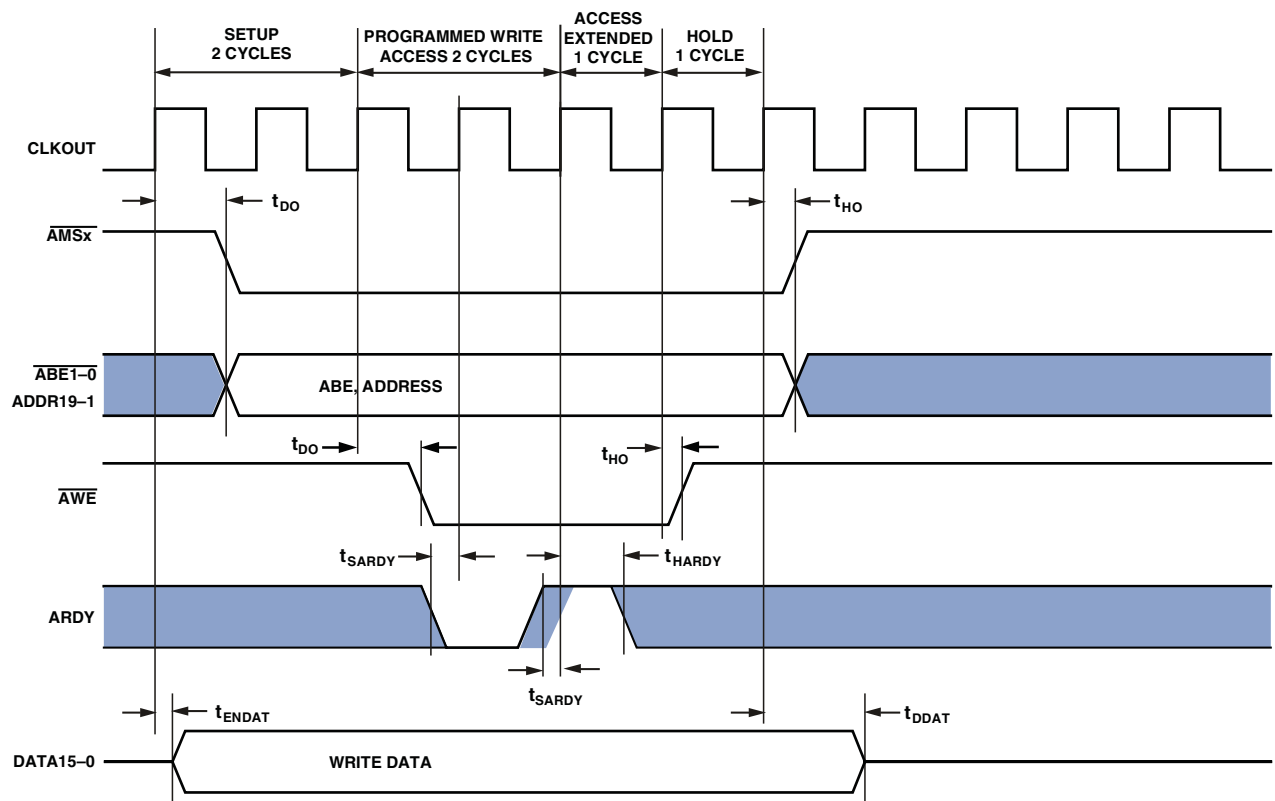 SETUP
2 CYCLES
PROGRAMMED WRITE
ACCESS 2 CYCLES
ACCESS
EXTENDED
1 CYCLE
HOLD
1 CYCLE
CLKOUT
tDO
tHO
AMSx
ABE1–0
ADDR19–1
ABE, ADDRESS
tDO
tHO
AWE
tSARDY
tHARDY
ARDY
tSARDY
tENDAT
tDDAT
DATA15–0
WRITE DATA